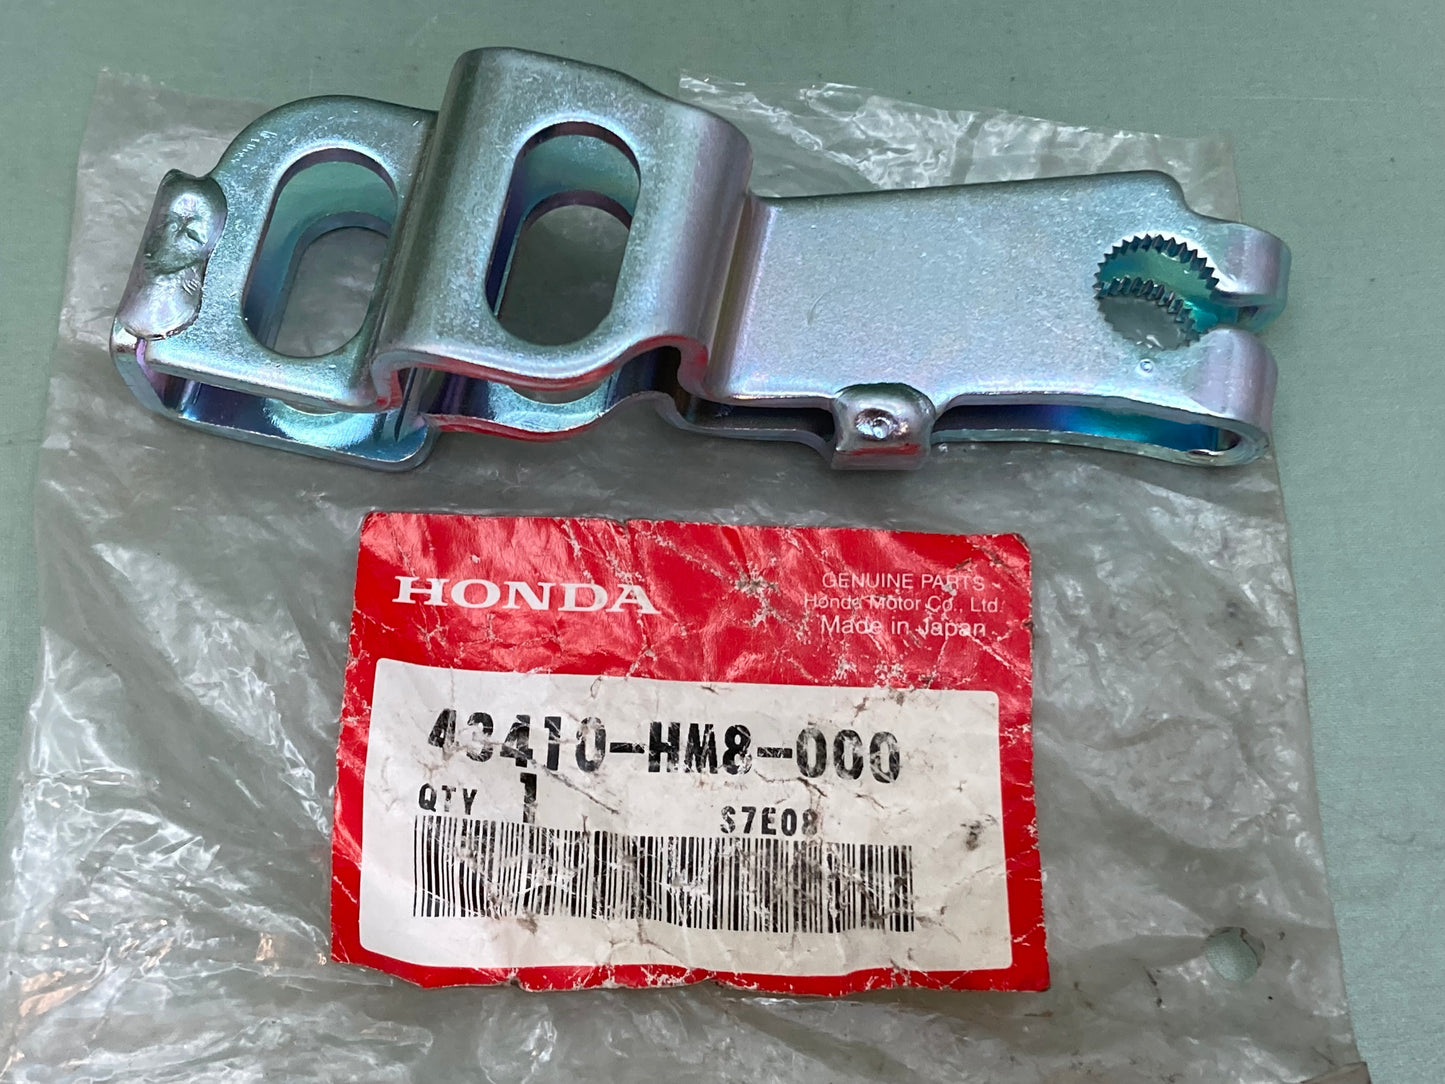 HONDA
GENUINE PARTS
Honda Motor Co., Ltd.
Made in Japan
43410-HM8-000
QTY 1
S7E08